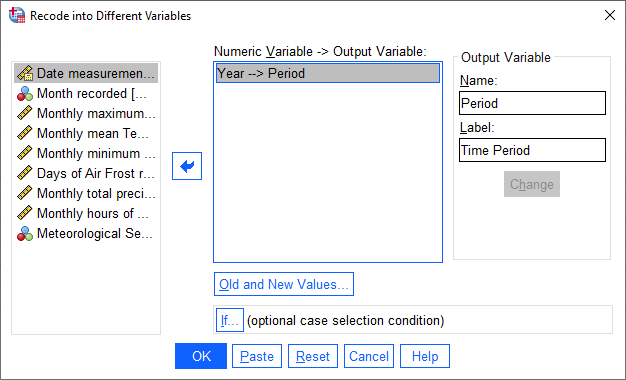 Recode into Different Variables
Date measuremen...
Month recorded [...
Monthly maximum...
Monthly mean Te...
Monthly minimum ...
Days of Air Frost r...
Monthly total preci...
Monthly hours of ...
Meteorological Se...
Numeric Variable -> Output Variable:
Year --> Period
Old and New Values...
If... (optional case selection condition)
Output Variable
Name:
Period
Label:
Time Period
Change
OK Paste Reset Cancel Help